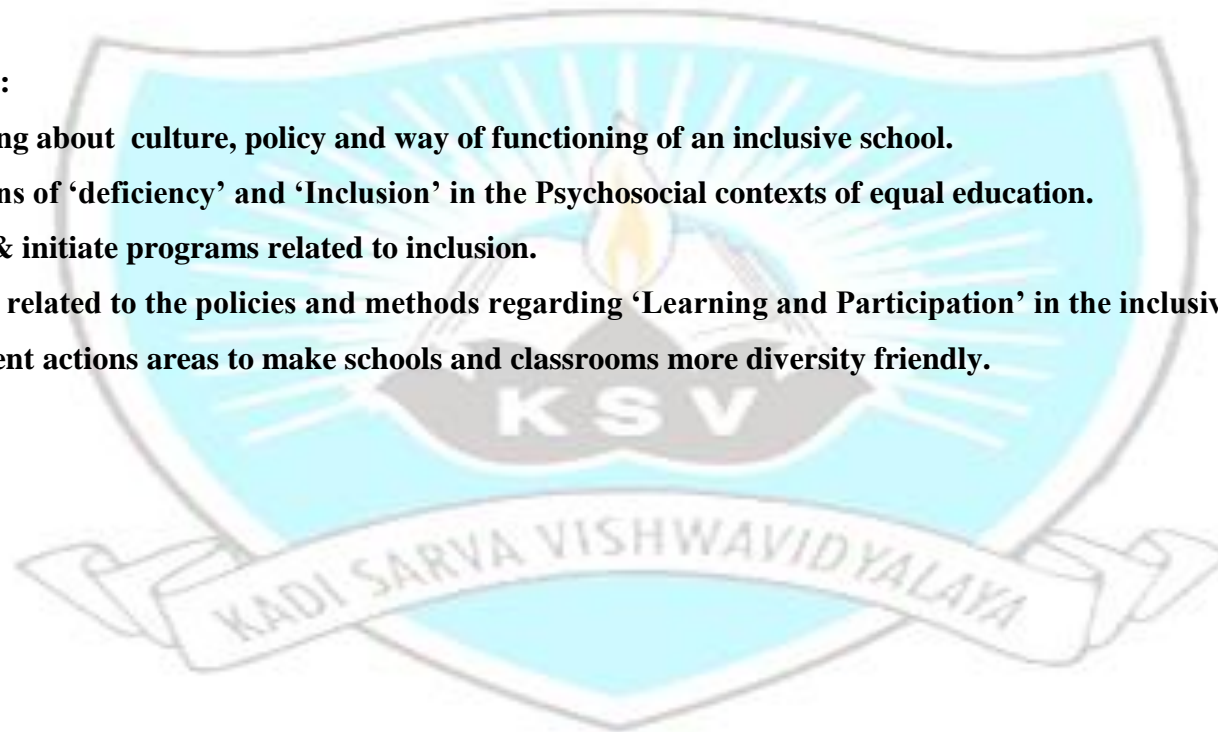 :
ng about culture, policy and way of functioning of an inclusive school.
ns of ‘deficiency’ and ‘Inclusion’ in the Psychosocial contexts of equal education.
& initiate programs related to inclusion.
related to the policies and methods regarding ‘Learning and Participation’ in the inclusiv
ent actions areas to make schools and classrooms more diversity friendly.
KSV
KADI SARVA VISHWAVIDYALAYA